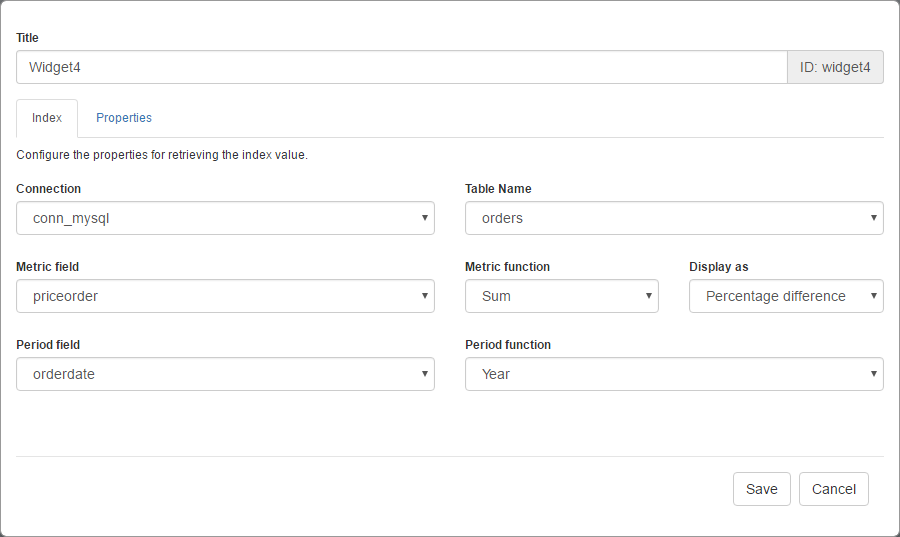 Title
Widget4 ID: widget4
Index Properties
Configure the properties for retrieving the index value.
Connection Table Name
conn_mysql orders
Metric field Metric function Display as
priceorder Sum Percentage difference
Period field Period function
orderdate Year
Save Cancel